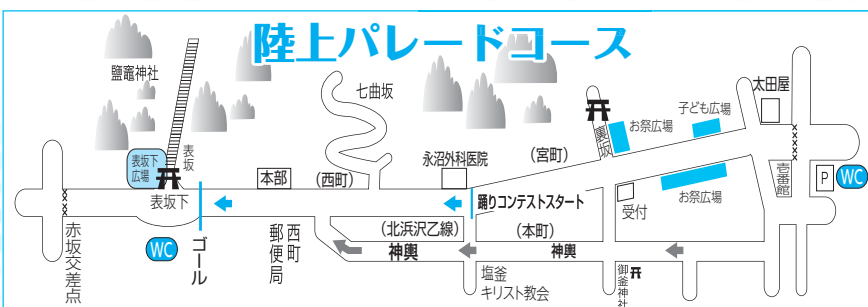 陸上パレードコース
鹽竈神社
七曲坂
太田屋
子ども広場
お祭広場
表坂
裏坂
(宮町)
永沼外科医院
表坂下
広場
本部
(西町)
壱番館
P
WC
表坂下
踊りコンテストスタート
受付
お祭広場
赤坂交差点
WC
ゴール
西町
郵便局
(北浜沢乙線)
(本町)
神輿
神輿
塩釜
キリスト教会
御釜神社